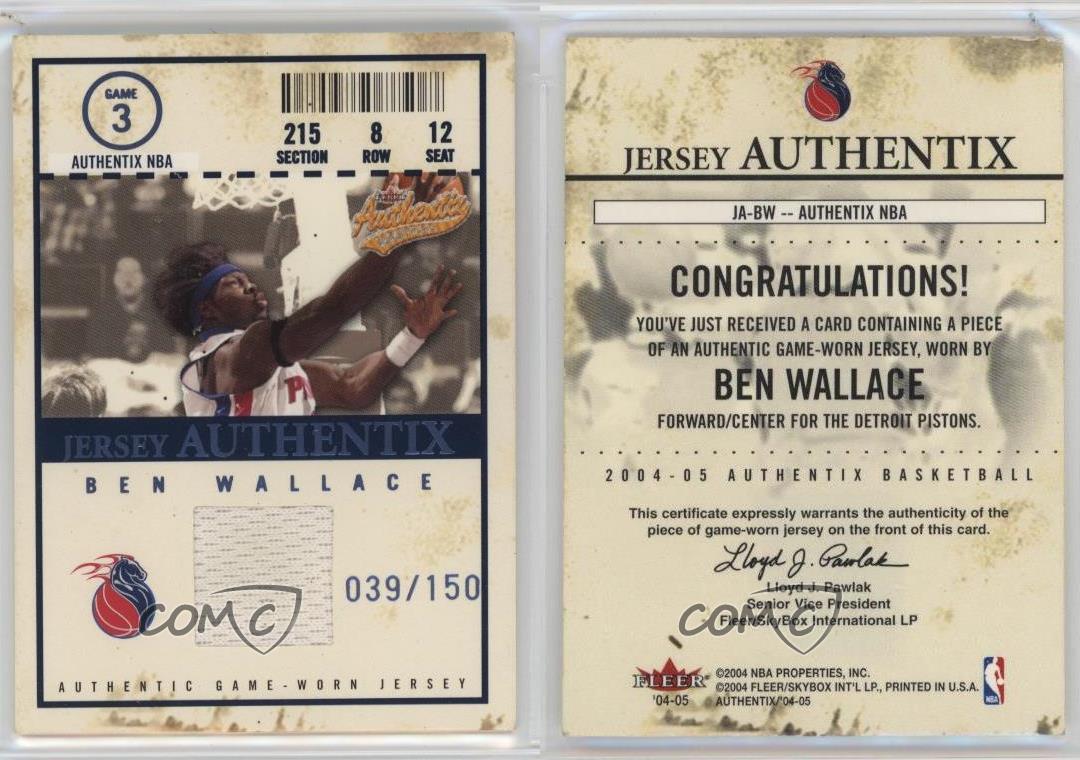 GAME
3
AUTHENTIX NBA
215 8 12
SECTION ROW SEAT
Fleer
Authentix
P
JERSEY AUTHENTIX
BEN WALLACE
039/150
COMC
AUTHENTIC GAME-WORN JERSEY
JERSEY AUTHENTIX
JA-BW -- AUTHENTIX NBA
CONGRATULATIONS!
YOU'VE JUST RECEIVED A CARD CONTAINING A PIECE
OF AN AUTHENTIC GAME-WORN JERSEY, WORN BY
BEN WALLACE
FORWARD/CENTER FOR THE DETROIT PISTONS.
2004-05 AUTHENTIX BASKETBALL
This certificate expressly warrants the authenticity of the
piece of game-worn jersey on the front of this card.
Lloyd J. Pawlak
Lloyd J. Pawlak
Senior Vice President
Fleer/SkyBox International LP
COMC
FLEER
'04-05
©2004 NBA PROPERTIES, INC.
©2004 FLEER/SKYBOX INT'L LP., PRINTED IN U.S.A.
AUTHENTIX/'04-05
NBA